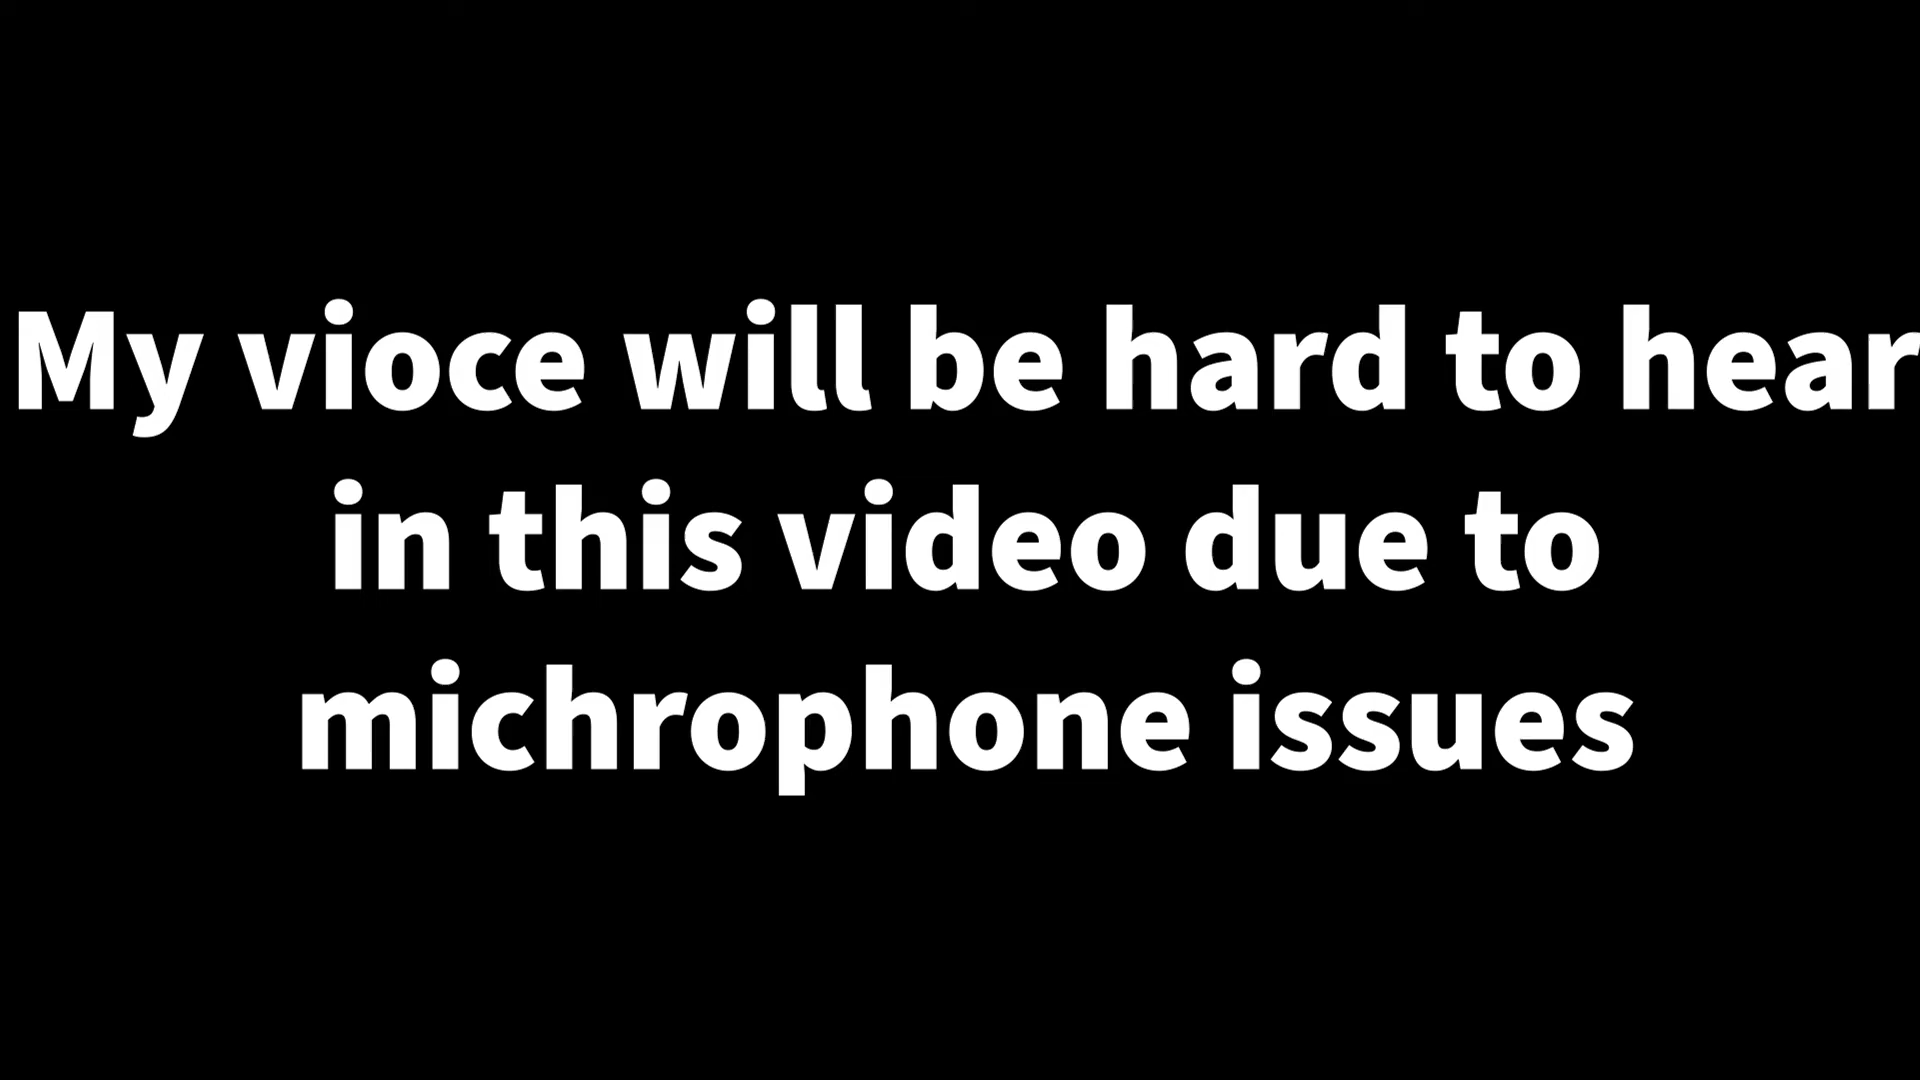 My vioce will be hard to hear
in this video due to
michrophone issues